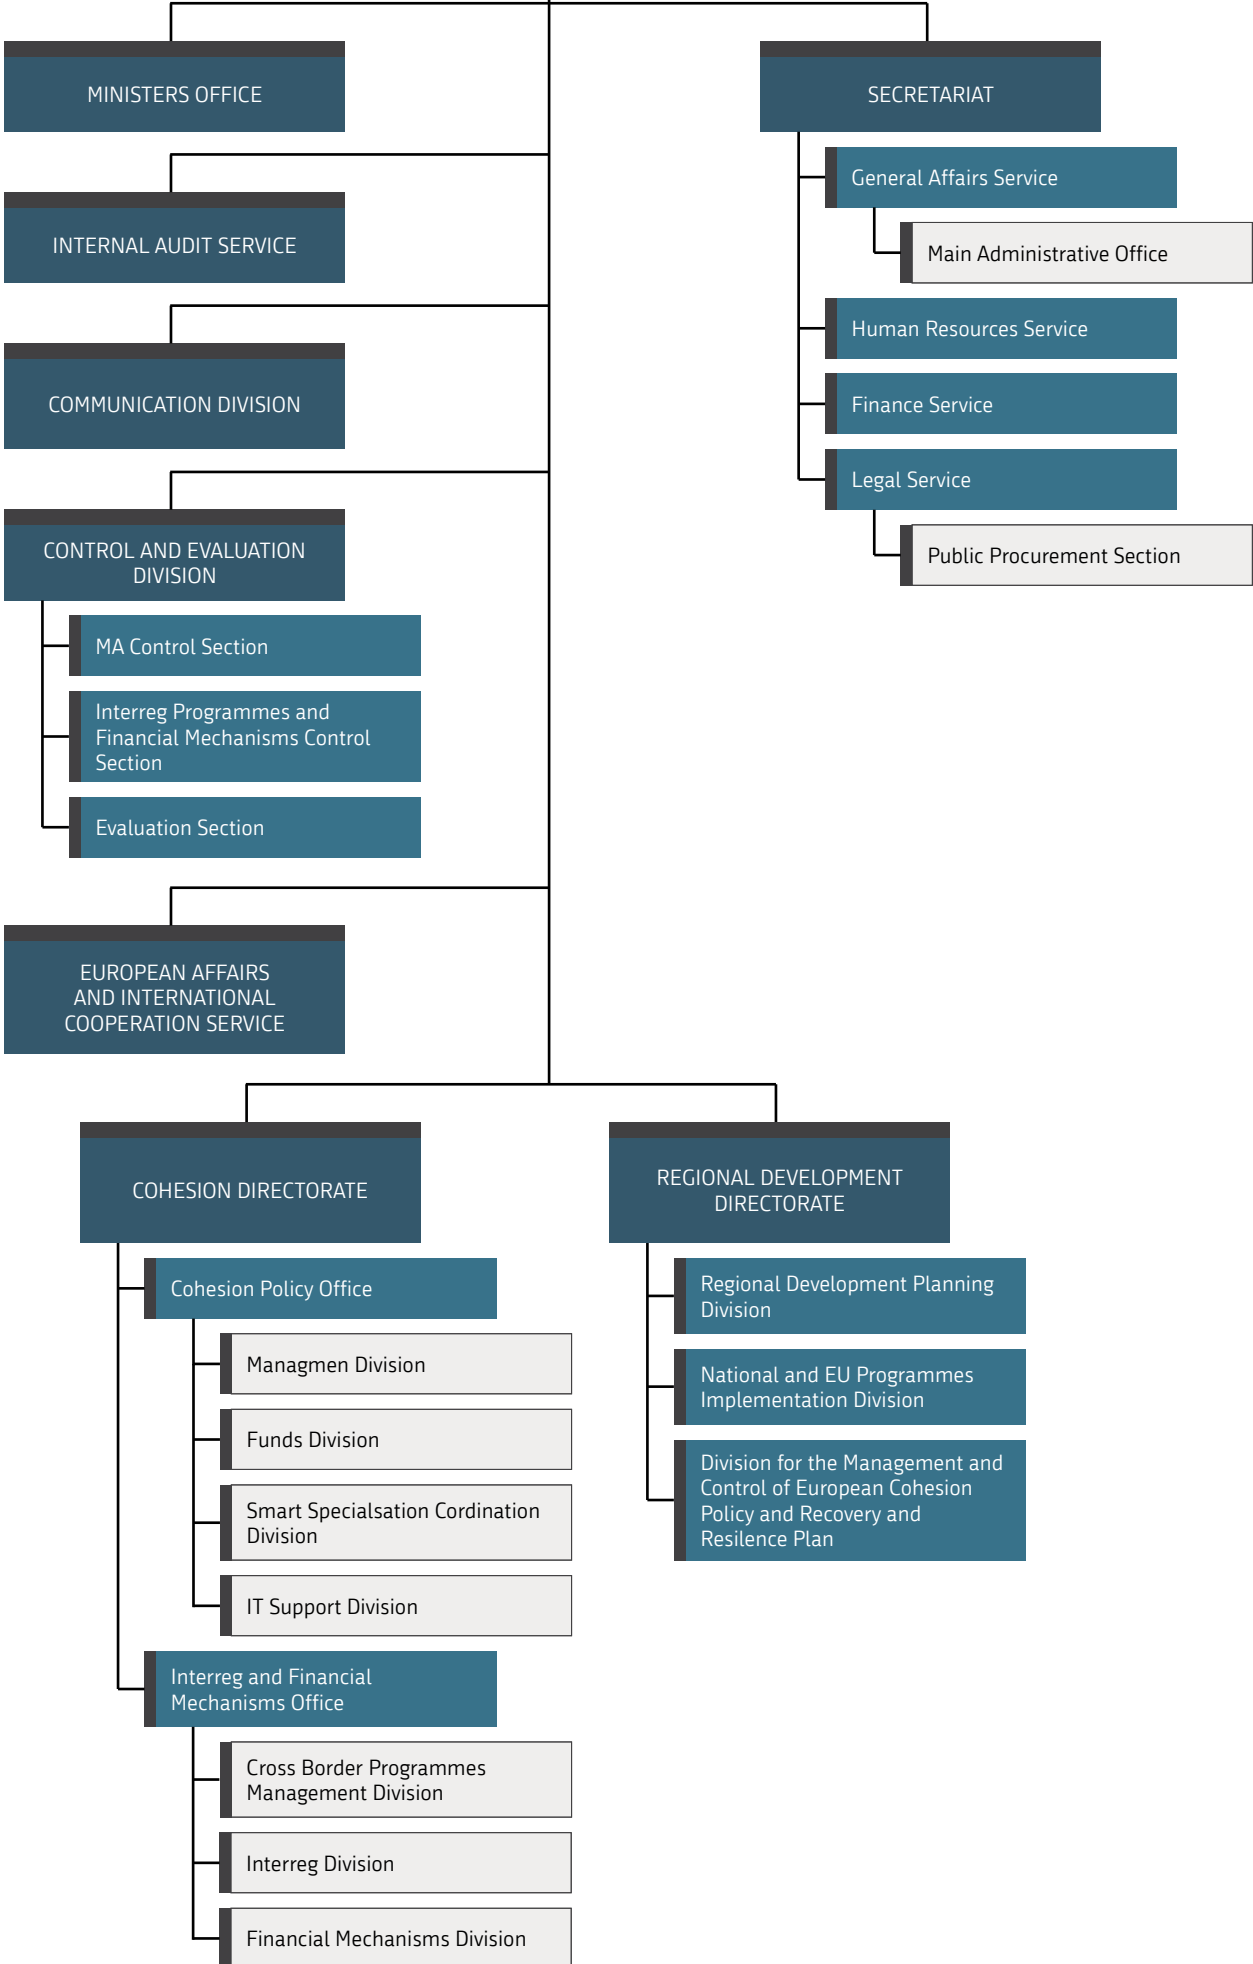 MINISTERS OFFICE
INTERNAL AUDIT SERVICE
COMMUNICATION DIVISION
CONTROL AND EVALUATION
DIVISION
MA Control Section
Interreg Programmes and
Financial Mechanisms Control
Section
Evaluation Section
EUROPEAN AFFAIRS
AND INTERNATIONAL
COOPERATION SERVICE
SECRETARIAT
General Affairs Service
Main Administrative Office
Human Resources Service
Finance Service
Legal Service
Public Procurement Section
COHESION DIRECTORATE
Cohesion Policy Office
Managmen Division
Funds Division
Smart Specialsation Cordination
Division
IT Support Division
Interreg and Financial
Mechanisms Office
Cross Border Programmes
Management Division
Interreg Division
Financial Mechanisms Division
REGIONAL DEVELOPMENT
DIRECTORATE
Regional Development Planning
Division
National and EU Programmes
Implementation Division
Division for the Management and
Control of European Cohesion
Policy and Recovery and
Resilence Plan